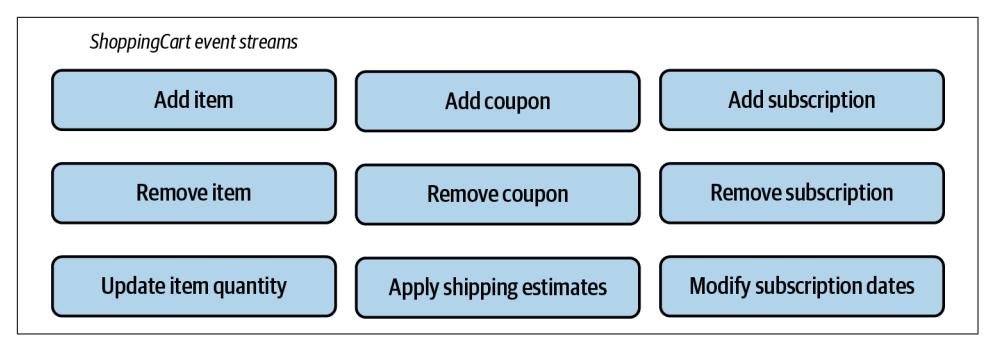 ShoppingCart event streams
Add item
Add coupon
Add subscription
Remove item
Remove coupon
Remove subscription
Update item quantity
Apply shipping estimates
Modify subscription dates